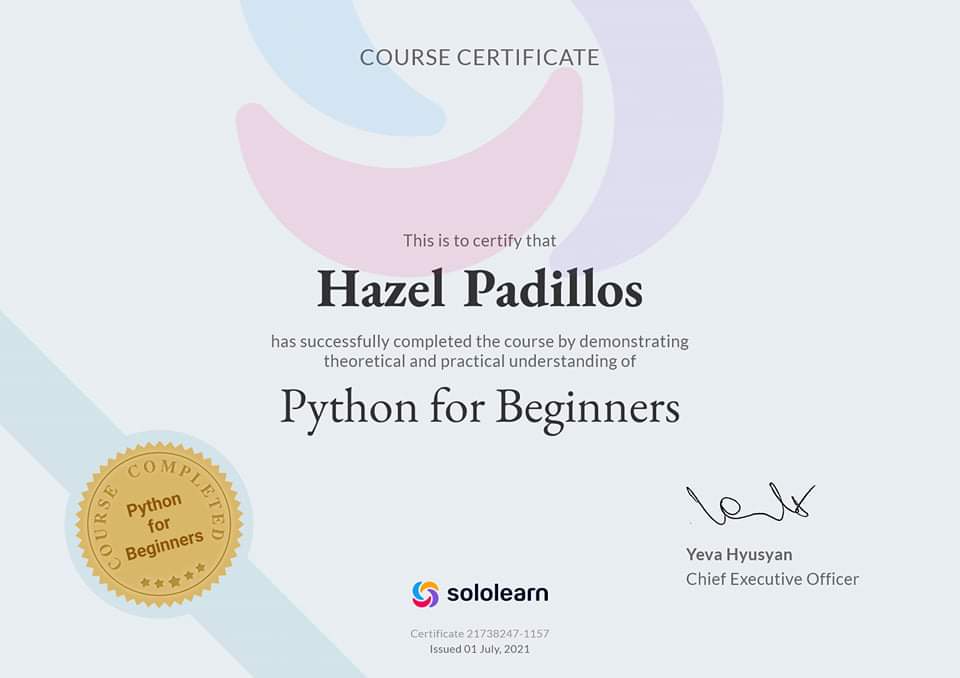 COURSE CERTIFICATE
This is to certify that
Hazel Padillos
has successfully completed the course by demonstrating
theoretical and practical understanding of
Python for Beginners
COURSE COMPLETED
Python
for
Beginners
Yeva Hyusyan
Chief Executive Officer
sololearn
Certificate 21738247-1157
Issued 01 July, 2021